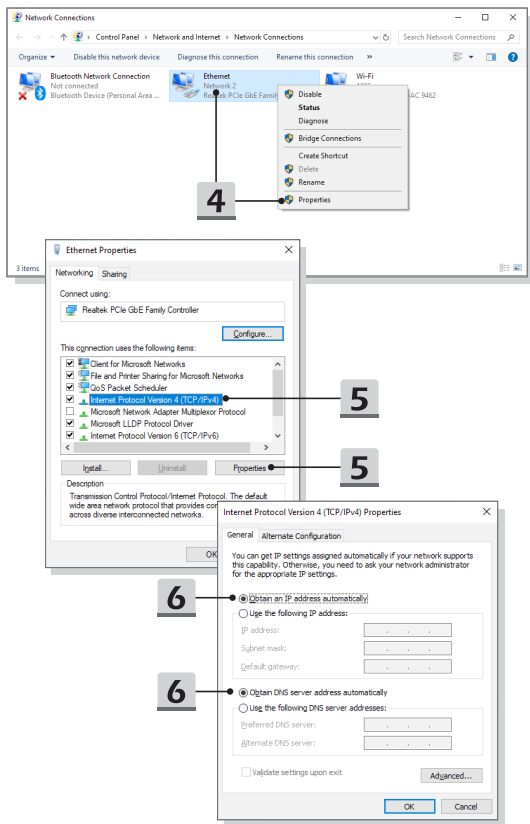 Network Connections
Control Panel › Network and Internet › Network Connections
Search Network Connections
Organize
Disable this network device
Diagnose this connection
Rename this connection
»
Bluetooth Network Connection
Not connected
Bluetooth Device (Personal Area ...
Ethernet
Network 2
Realtek PCIe GbE Family
Wi-Fi
AC 9462
Disable
Status
Diagnose
Bridge Connections
Create Shortcut
Delete
Rename
Properties
4
3 items
Ethernet Properties
Networking
Sharing
Connect using:
Realtek PCIe GbE Family Controller
Configure...
This connection uses the following items:
Client for Microsoft Networks
File and Printer Sharing for Microsoft Networks
QoS Packet Scheduler
Internet Protocol Version 4 (TCP/IPv4)
Microsoft Network Adapter Multiplexor Protocol
Microsoft LLDP Protocol Driver
Internet Protocol Version 6 (TCP/IPv6)
5
Install...
Uninstall
Properties
5
Description
Transmission Control Protocol/Internet Protocol. The default
wide area network protocol that provides
across diverse interconnected networks.
OK
Internet Protocol Version 4 (TCP/IPv4) Properties
General
Alternate Configuration
You can get IP settings assigned automatically if your network supports
this capability. Otherwise, you need to ask your network administrator
for the appropriate IP settings.
6
Obtain an IP address automatically
Use the following IP address:
IP address:
Subnet mask:
Default gateway:
6
Obtain DNS server address automatically
Use the following DNS server addresses:
Preferred DNS server:
Alternate DNS server:
Validate settings upon exit
Advanced...
OK
Cancel